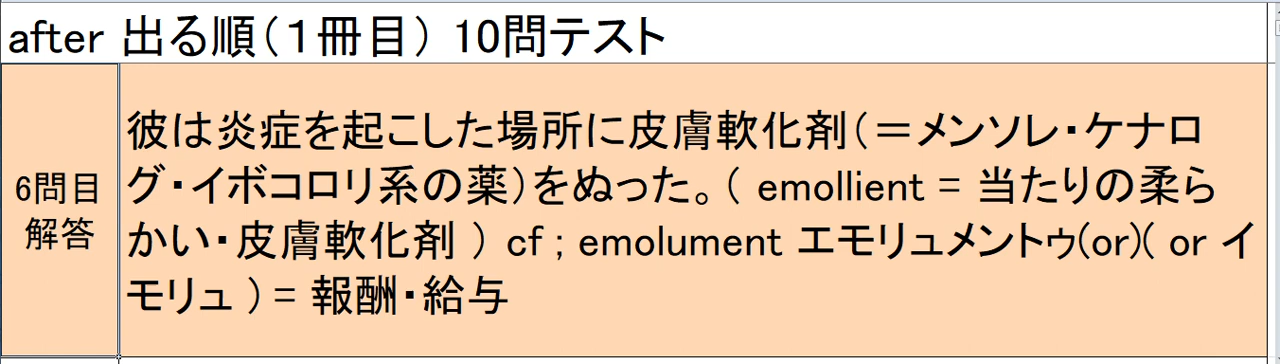 after 出る順（１冊目） 10問テスト
6問目
解答
彼は炎症を起こした場所に皮膚軟化剤（＝メンソレ・ケナロ
グ・イボコロリ系の薬）をぬった。（ emollient = 当たりの柔ら
かい・皮膚軟化剤 ） cf ; emolument エモリュメントゥ(or)( or イ
モリュ ) = 報酬・給与